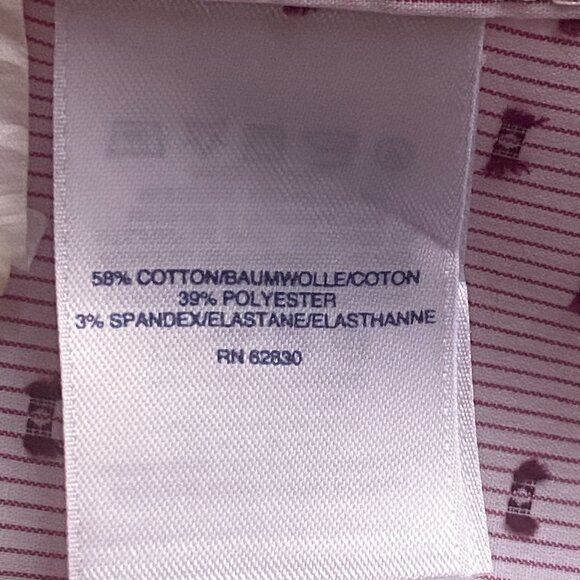 58% COTTON/BAUMWOLLE/COTON
39% POLYESTER
3% SPANDEX/ELASTANE/ELASTHANNE
RN 62830